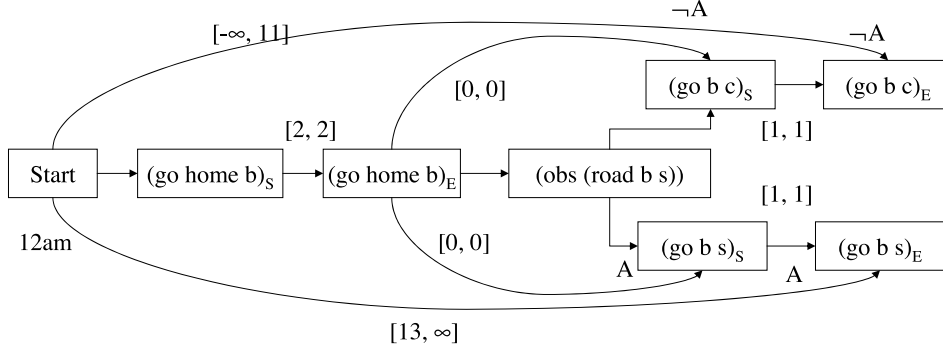 ¬A
[-∞, 11]
¬A
[0, 0]
(go b c)S
(go b c)E
[2, 2]
[1, 1]
Start
(go home b)S
(go home b)E
(obs (road b s))
[1, 1]
12am
[0, 0]
(go b s)S
(go b s)E
A
A
[13, ∞]